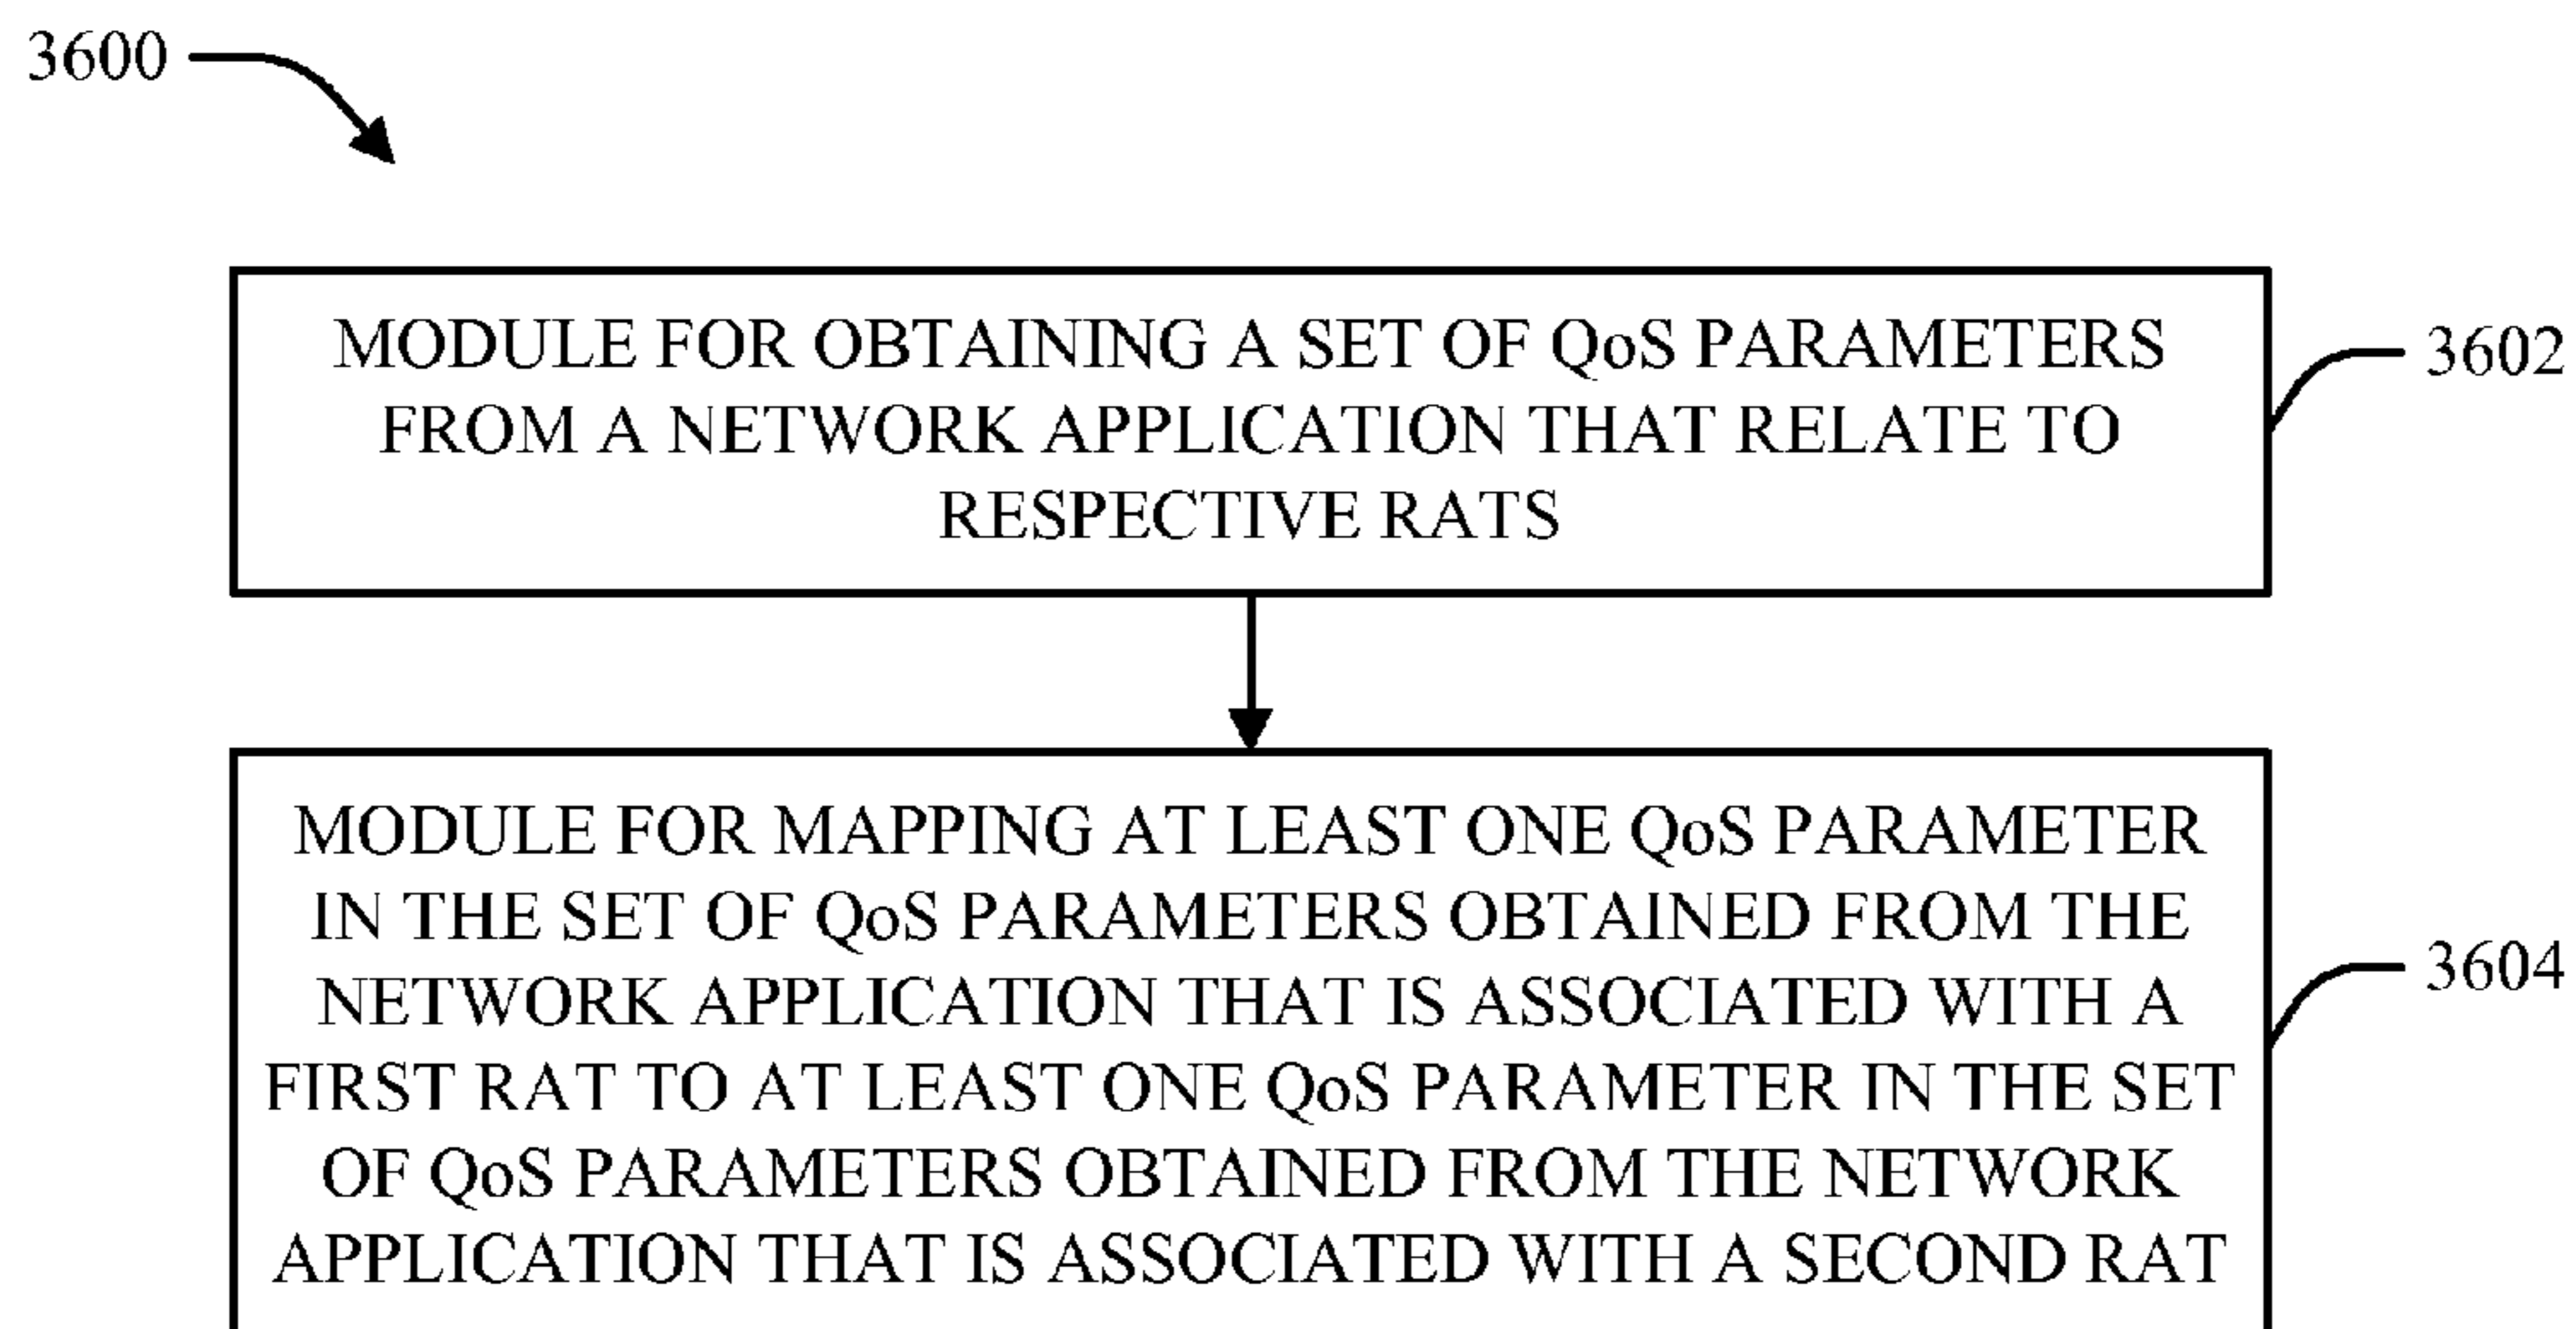 3600
MODULE FOR OBTAINING A SET OF QoS PARAMETERS
FROM A NETWORK APPLICATION THAT RELATE TO
RESPECTIVE RATS
3602
MODULE FOR MAPPING AT LEAST ONE QoS PARAMETER
IN THE SET OF QoS PARAMETERS OBTAINED FROM THE
NETWORK APPLICATION THAT IS ASSOCIATED WITH A
FIRST RAT TO AT LEAST ONE QoS PARAMETER IN THE SET
OF QoS PARAMETERS OBTAINED FROM THE NETWORK
APPLICATION THAT IS ASSOCIATED WITH A SECOND RAT
3604